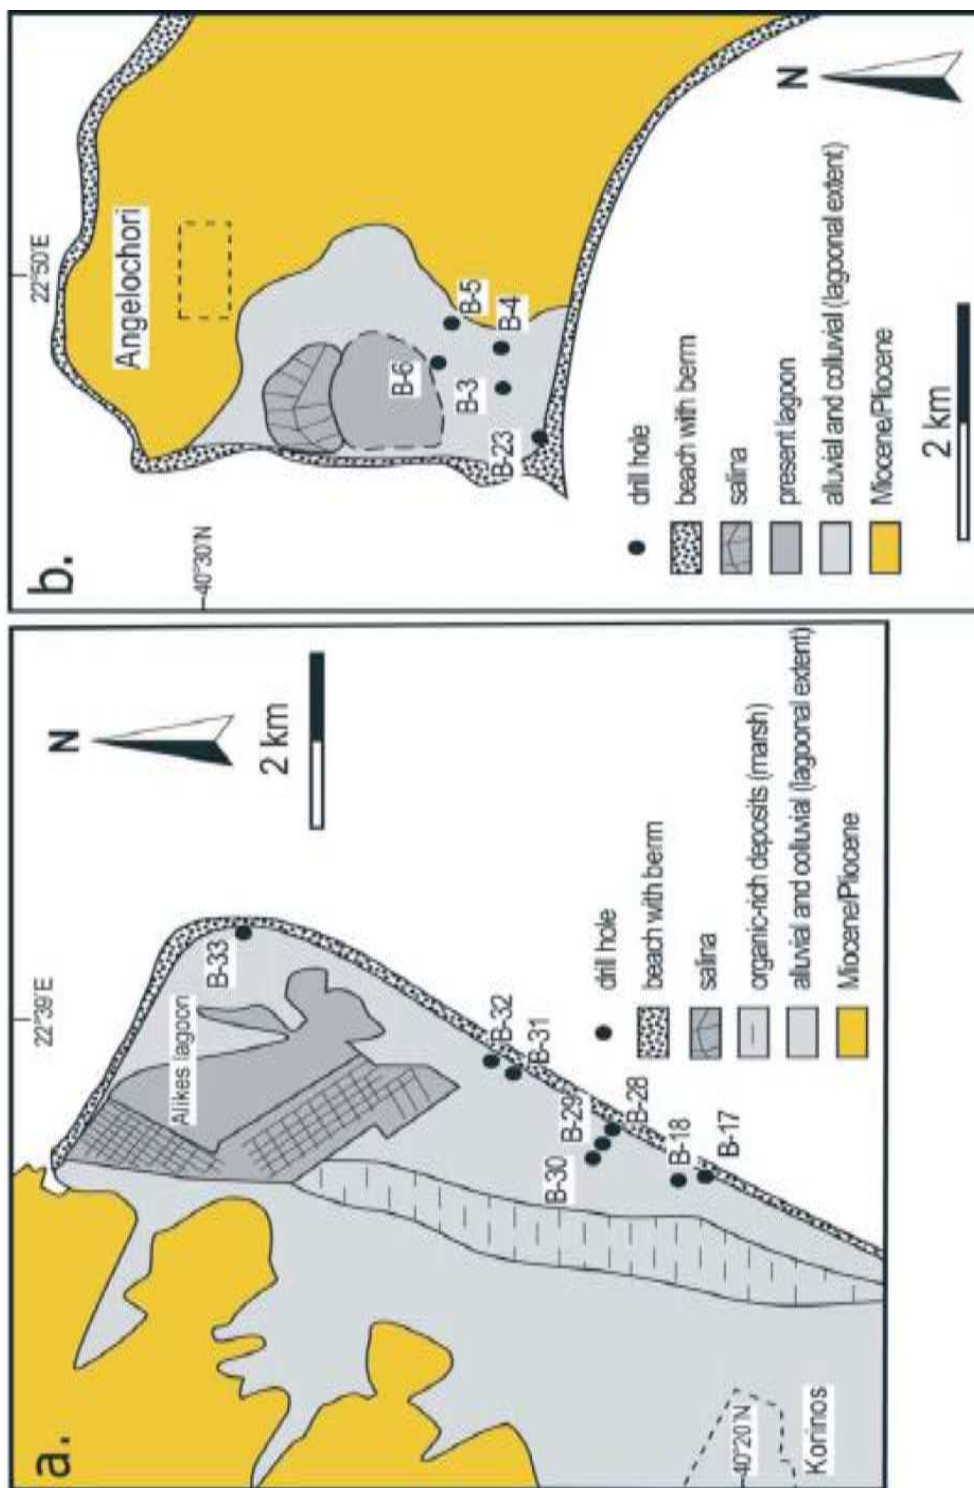 a.
22°39'E
N
2 km
Alikes lagoon
B-33
B-32
B-31
B-29
B-28
B-30
B-18
B-17
40°20'N
Korinos
drill hole
beach with berm
salina
organic-rich deposits (marsh)
alluvial and colluvial (lagoonal extent)
Miocene/Pliocene
b.
22°50'E
Angelochori
40°30'N
B-6
B-5
B-3
B-4
B-23
N
drill hole
beach with berm
salina
present lagoon
alluvial and colluvial (lagoonal extent)
Miocene/Pliocene
2 km